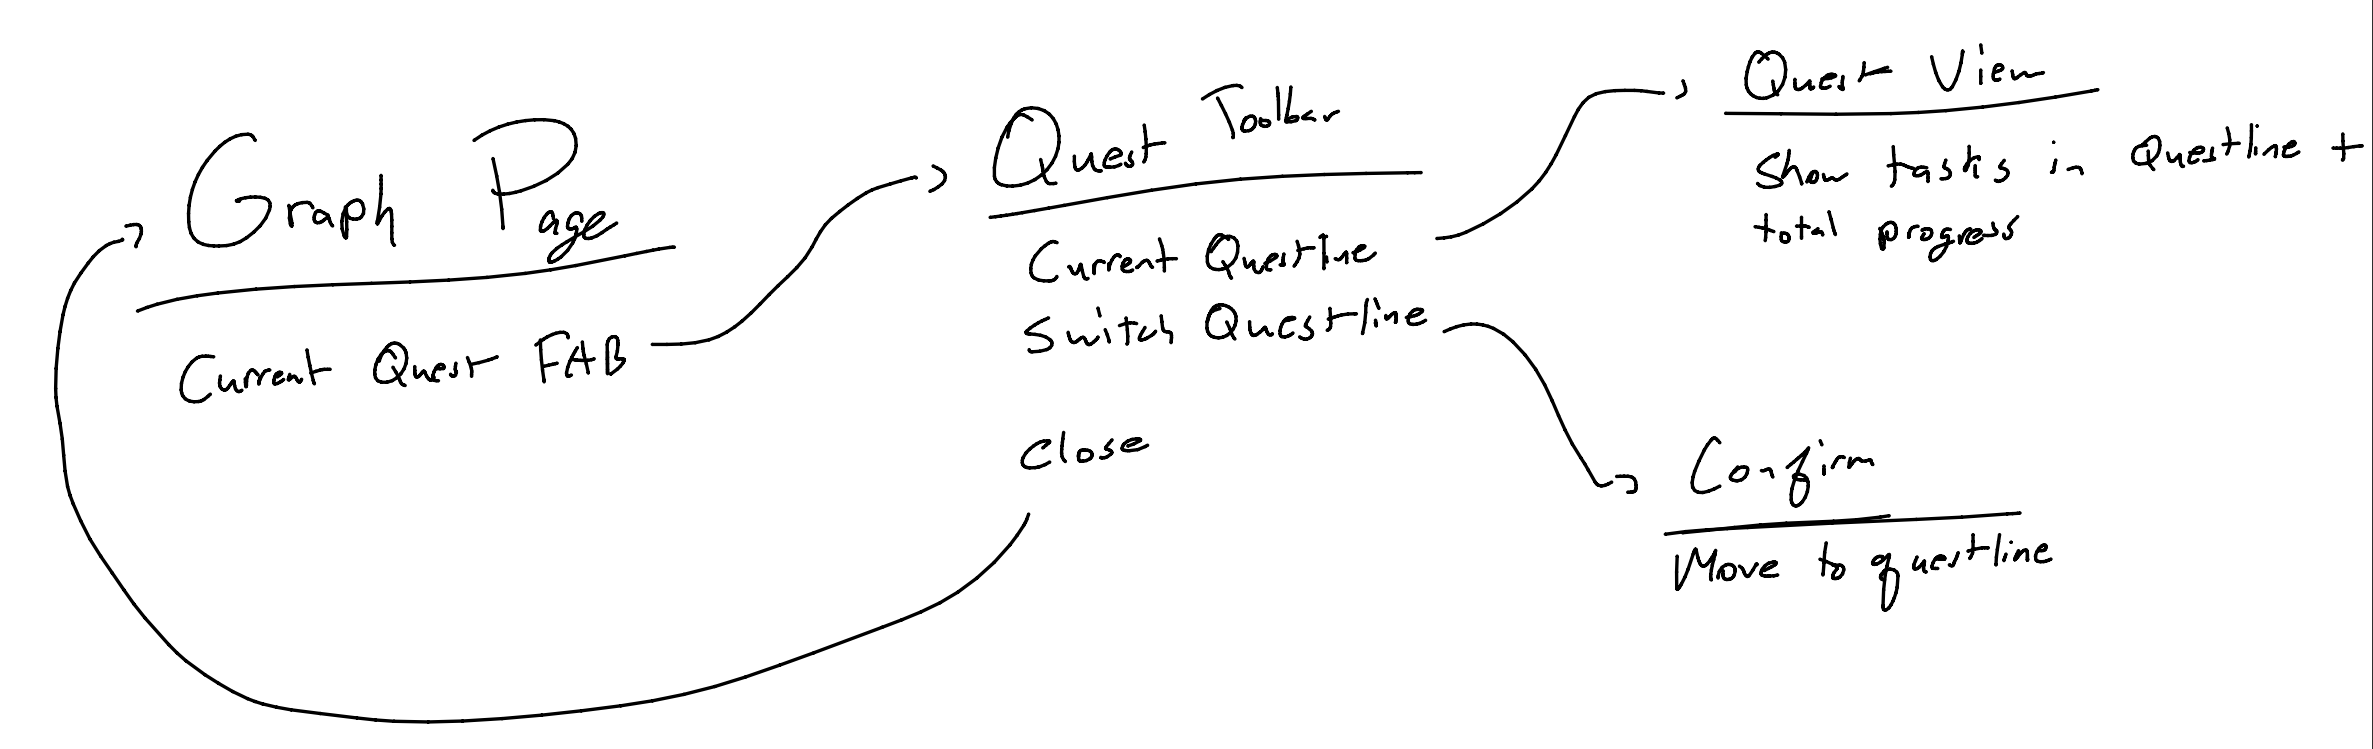 Graph Page
Current Quest FAB
Quest Toolbar
Current Questline
Switch Questline
Close
Quest View
Show tasks in Questline +
total progress
Confirm
Move to questline